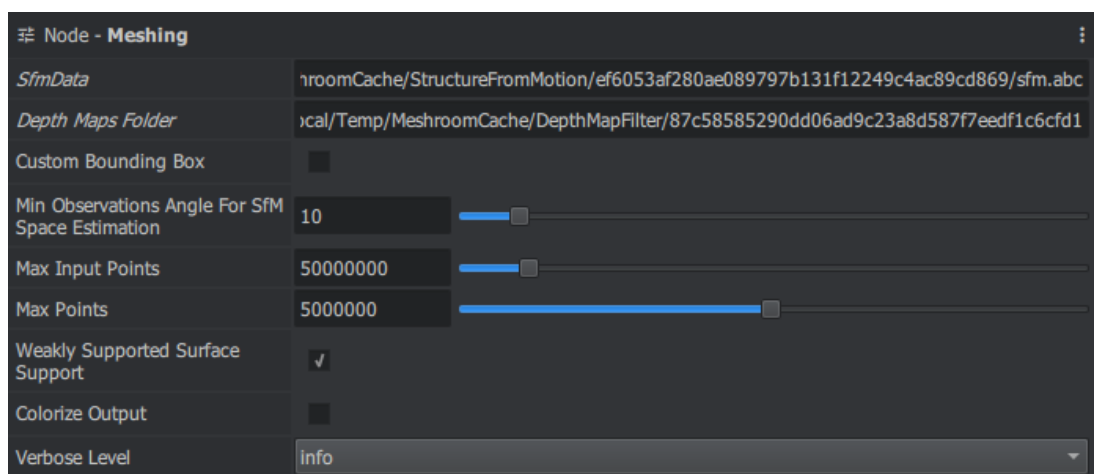 Node - Meshing
SfmData
hroomCache/StructureFromMotion/ef6053af280ae089797b131f12249c4ac89cd869/sfm.abc
Depth Maps Folder
ocal/Temp/MeshroomCache/DepthMapFilter/87c58585290dd06ad9c23a8d587f7eedf1c6cfd1
Custom Bounding Box
Min Observations Angle For SfM
Space Estimation
10
Max Input Points
50000000
Max Points
5000000
Weakly Supported Surface
Support
Colorize Output
Verbose Level
info